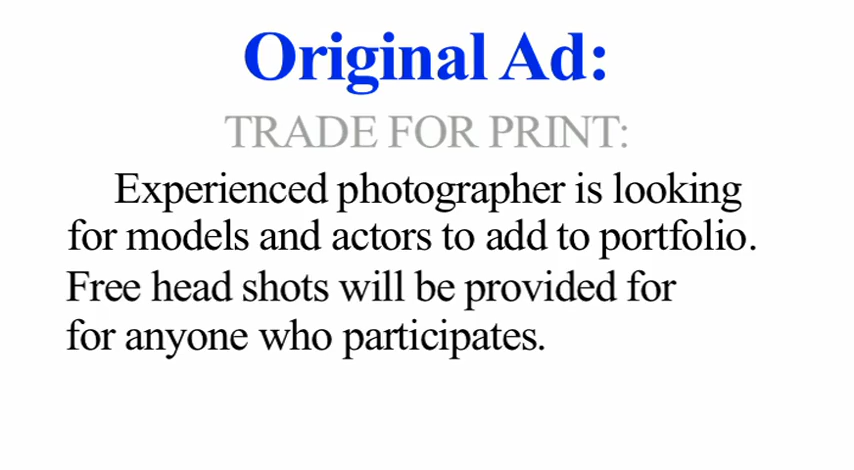 Original Ad:
TRADE FOR PRINT:
Experienced photographer is looking
for models and actors to add to portfolio.
Free head shots will be provided for
for anyone who participates.